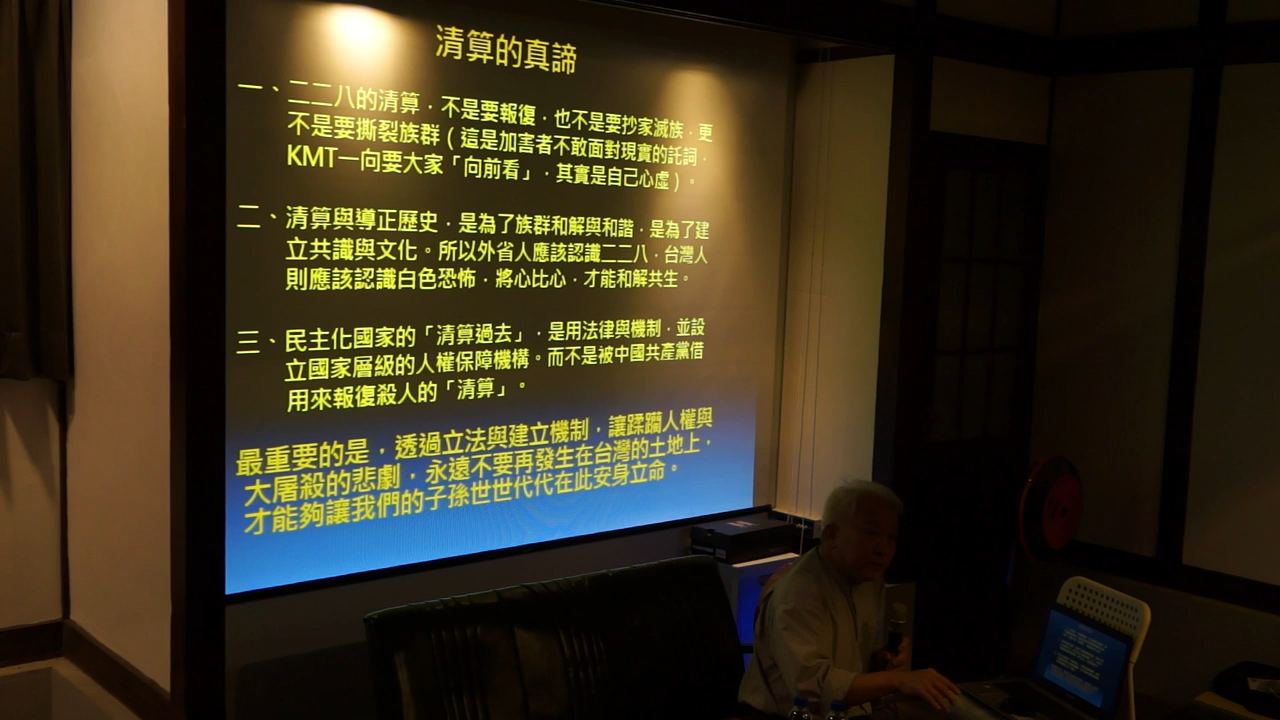 清算的真諦
一、二二八的清算，不是要報復，也不是要抄家滅族，更
不是要撕裂族群（這是加害者不敢面對現實的託詞，
KMT一向要大家「向前看」，其實是自己心虛）。
二、清算與導正歷史，是為了族群和解與和諧，是為了建
立共識與文化。所以外省人應該認識二二八，台灣人
則應該認識白色恐怖，將心比心，才能和解共生。
三、民主化國家的「清算過去」，是用法律與機制，並設
立國家層級的人權保障機構。而不是被中國共產黨借
用來報復殺人的「清算」。
最重要的是，透過立法與建立機制，讓蹂躪人權與
大屠殺的悲劇，永遠不要再發生在台灣的土地上，
才能夠讓我們的子孫世世代代在此安身立命。